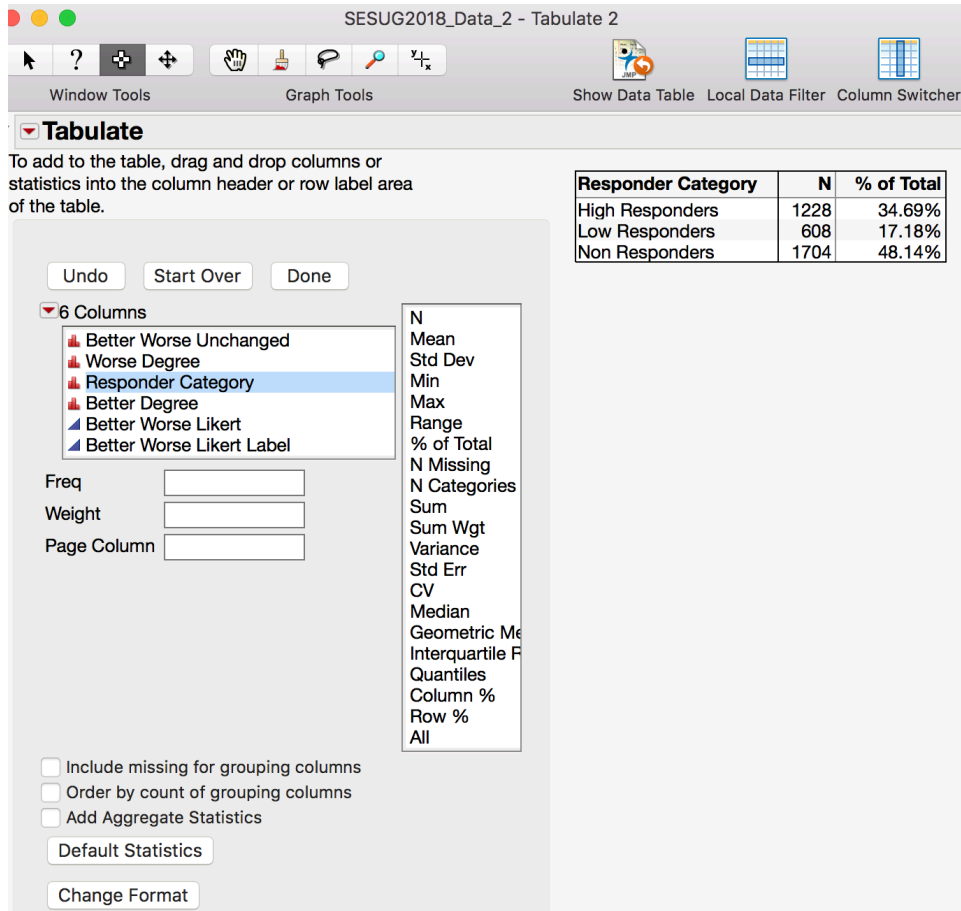 SESUG2018_Data_2 - Tabulate 2
?
y x
Window Tools
Graph Tools
JMP
Show Data Table
Local Data Filter
Column Switcher
Tabulate
To add to the table, drag and drop columns or
statistics into the column header or row label area
of the table.
Undo
Start Over
Done
6 Columns
Better Worse Unchanged
Worse Degree
Responder Category
Better Degree
Better Worse Likert
Better Worse Likert Label
Freq
Weight
Page Column
N
Mean
Std Dev
Min
Max
Range
% of Total
N Missing
N Categories
Sum
Sum Wgt
Variance
Std Err
CV
Median
Geometric Me
Interquartile R
Quantiles
Column %
Row %
All
Include missing for grouping columns
Order by count of grouping columns
Add Aggregate Statistics
Default Statistics
Change Format
Responder Category N % of Total
High Responders 1228 34.69%
Low Responders 608 17.18%
Non Responders 1704 48.14%